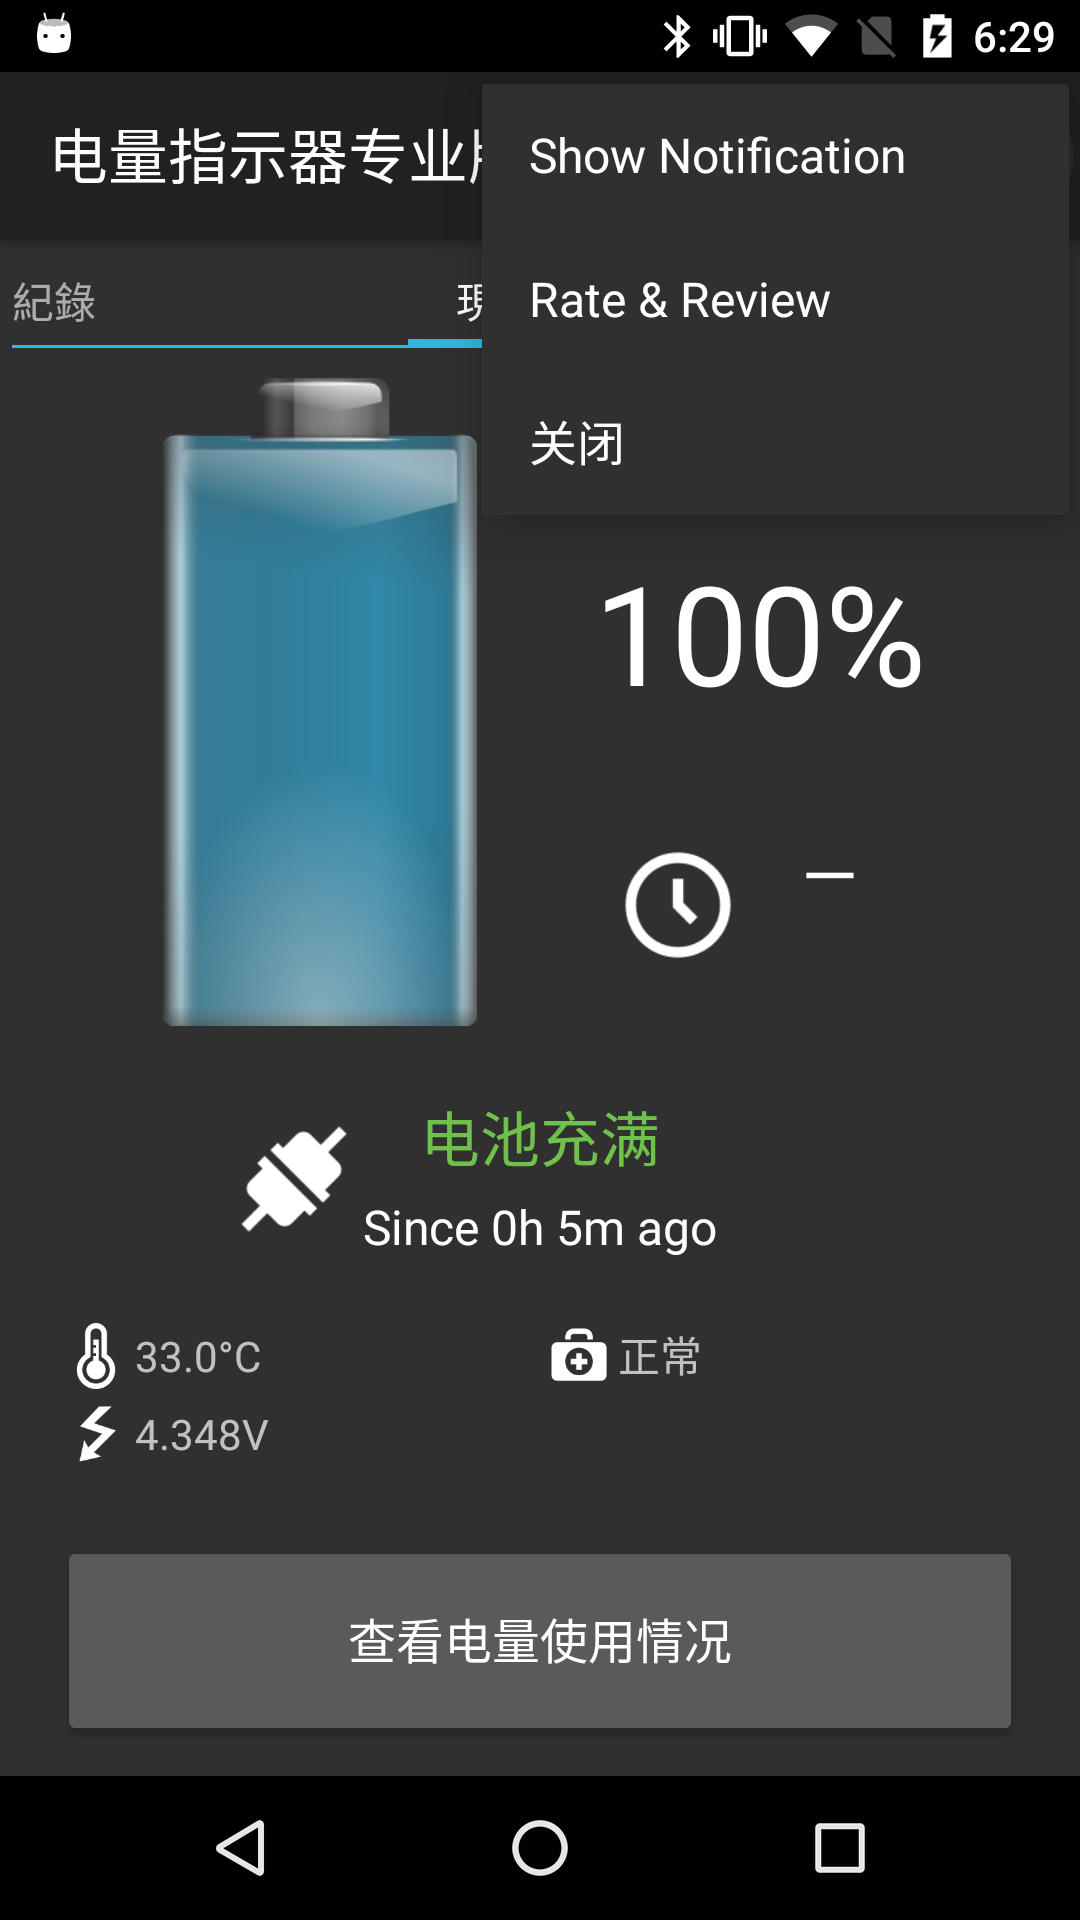 6:29
电量指示器专业
Show Notification
紀錄
Rate & Review
关闭
100%
电池充满
Since 0h 5m ago
33.0°C
正常
4.348V
查看电量使用情况